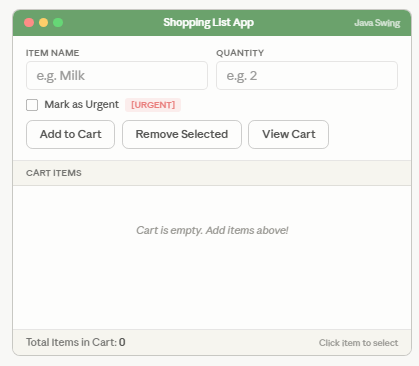 Shopping List App Java Swing
ITEM NAME QUANTITY
e.g. Milk e.g. 2
Mark as Urgent [URGENT]
Add to Cart Remove Selected View Cart
CART ITEMS
Cart is empty. Add items above!
Total Items in Cart: 0 Click item to select